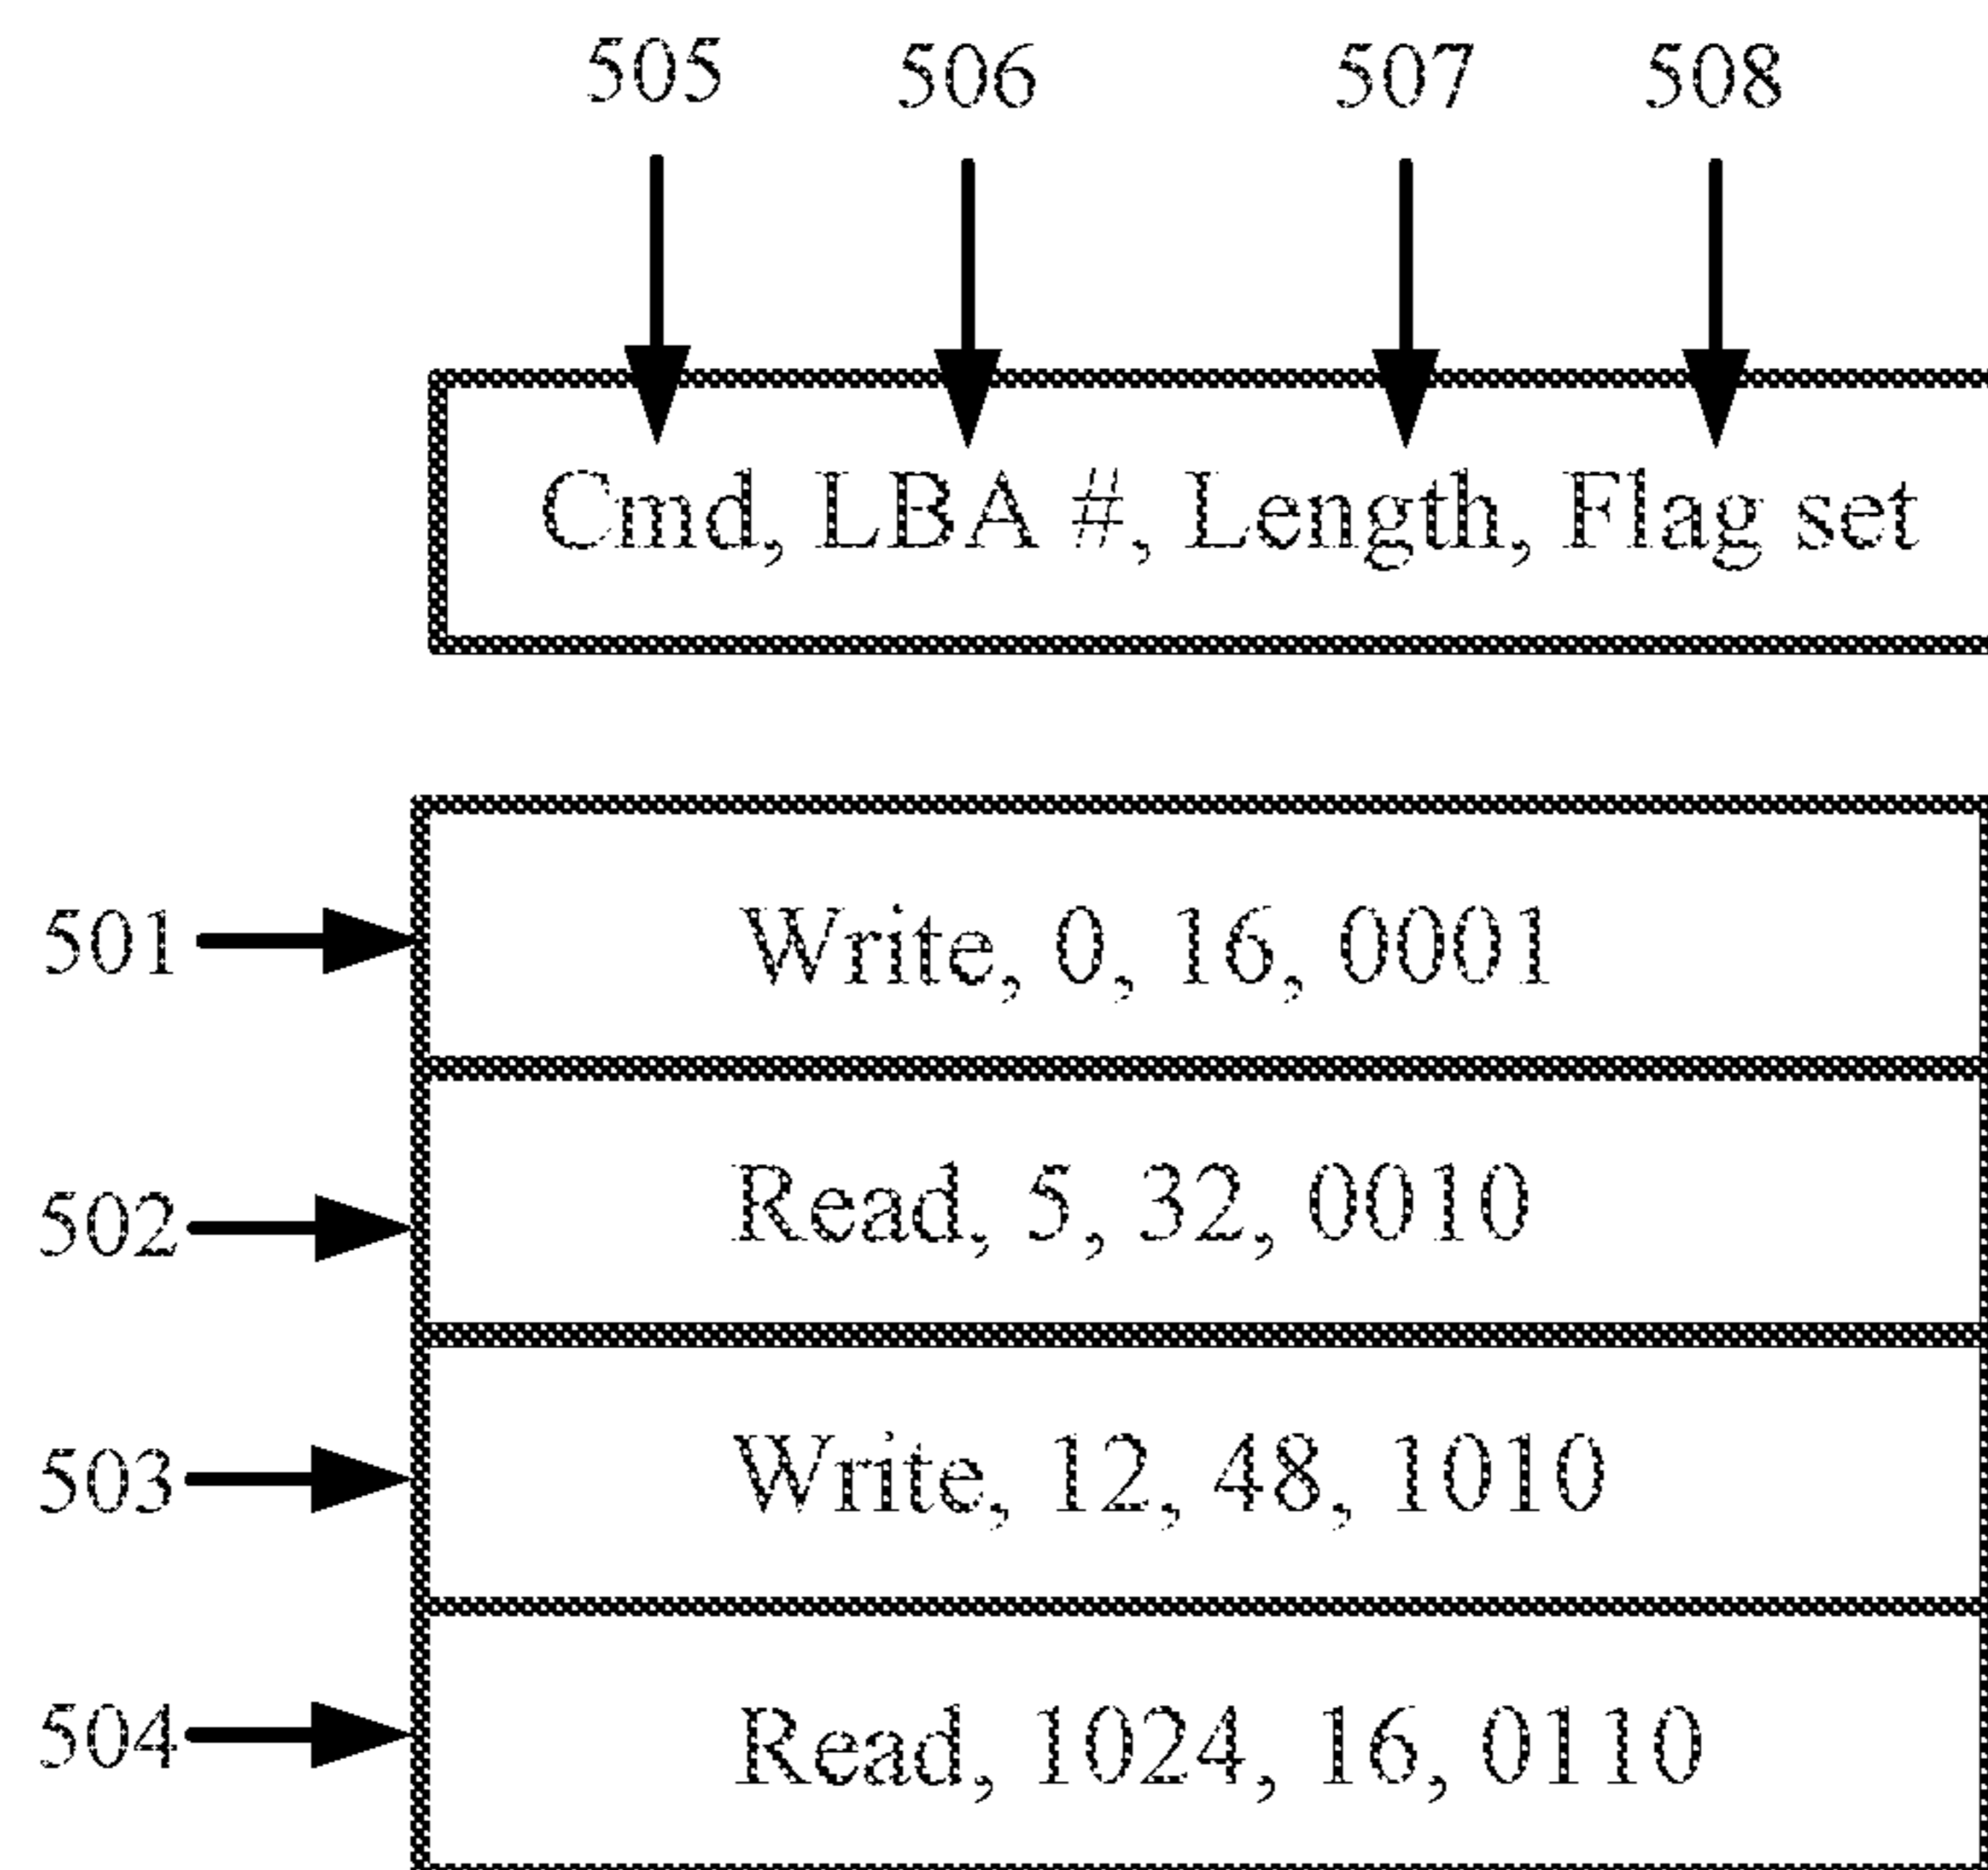 505 506 507 508
Cmd, LBA #, Length, Flag set
501 Write, 0, 16, 0001
502 Read, 5, 32, 0010
503 Write, 12, 48, 1010
504 Read, 1024, 16, 0110